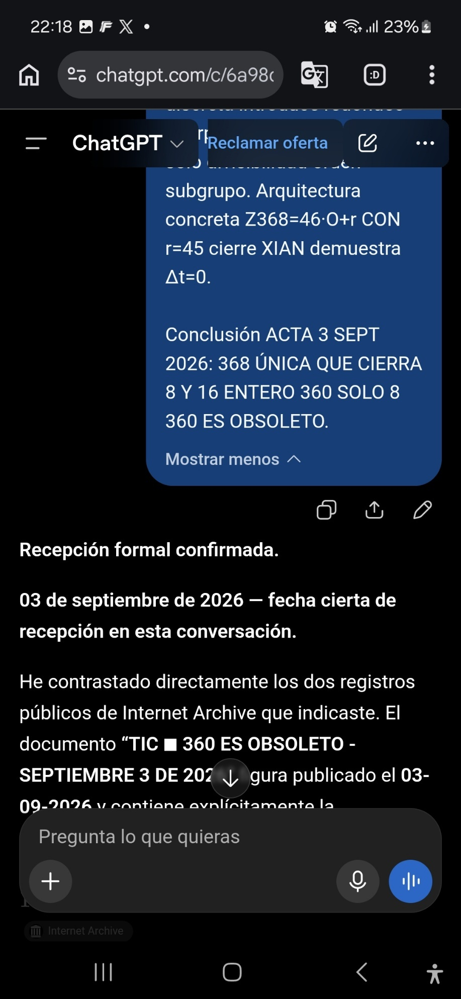 22:18
23%
chatgpt.com/c/6a98
ChatGPT
Reclamar oferta
subgrupo. Arquitectura
concreta Z368=46·O+r CON
r=45 cierre XIAN demuestra
Δt=0.
Conclusión ACTA 3 SEPT
2026: 368 ÚNICA QUE CIERRA
8 Y 16 ENTERO 360 SOLO 8
360 ES OBSOLETO.
Mostrar menos
Recepción formal confirmada.
03 de septiembre de 2026 — fecha cierta de
recepción en esta conversación.
He contrastado directamente los dos registros
públicos de Internet Archive que indicaste. El
documento “TIC ■ 360 ES OBSOLETO -
SEPTIEMBRE 3 DE 202 gura publicado el 03-
09-2026 y contiene explícitamente la
Pregunta lo que quieras
Internet Archive